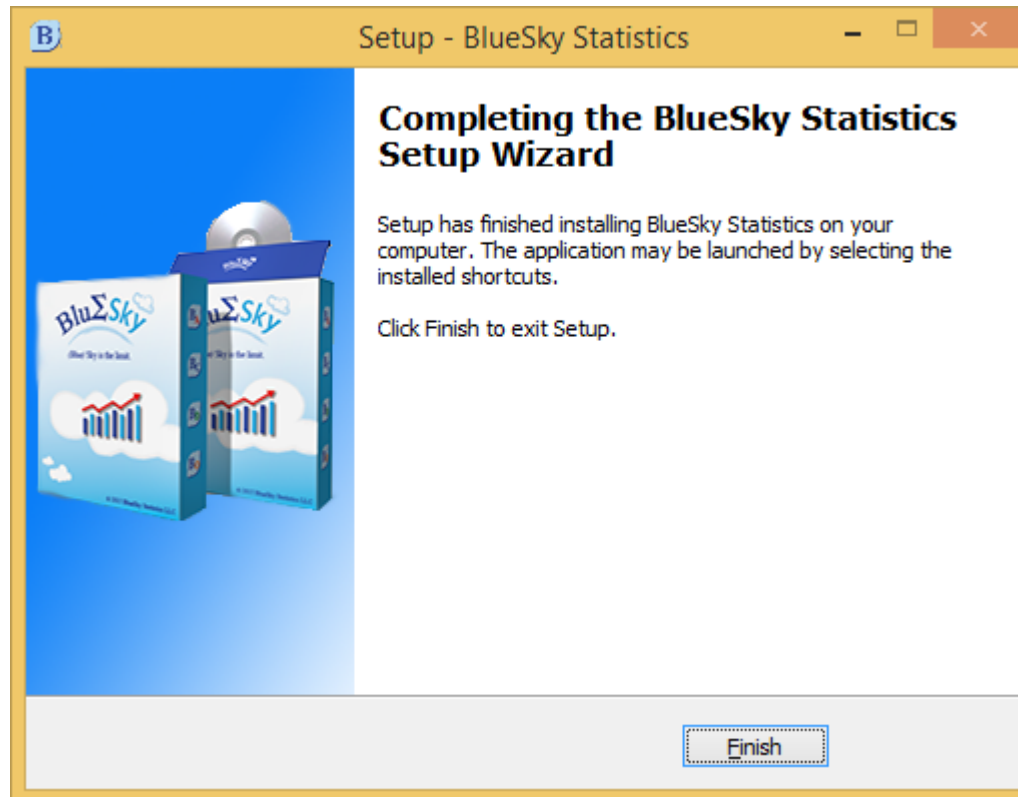 B
Setup - BlueSky Statistics
Completing the BlueSky Statistics
Setup Wizard
Setup has finished installing BlueSky Statistics on your
computer. The application may be launched by selecting the
installed shortcuts.
Click Finish to exit Setup.
BluΣSky
uΣSky
Finish